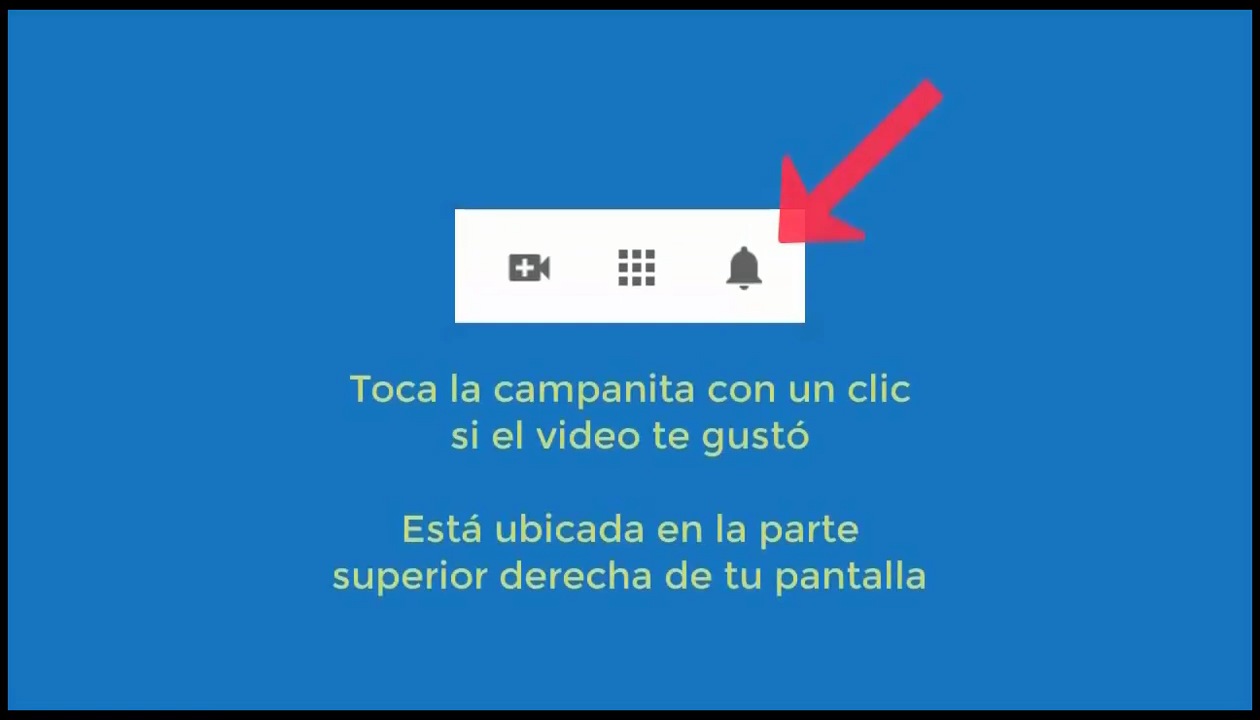 Toca la campanita con un clic
si el video te gustó
Está ubicada en la parte
superior derecha de tu pantalla